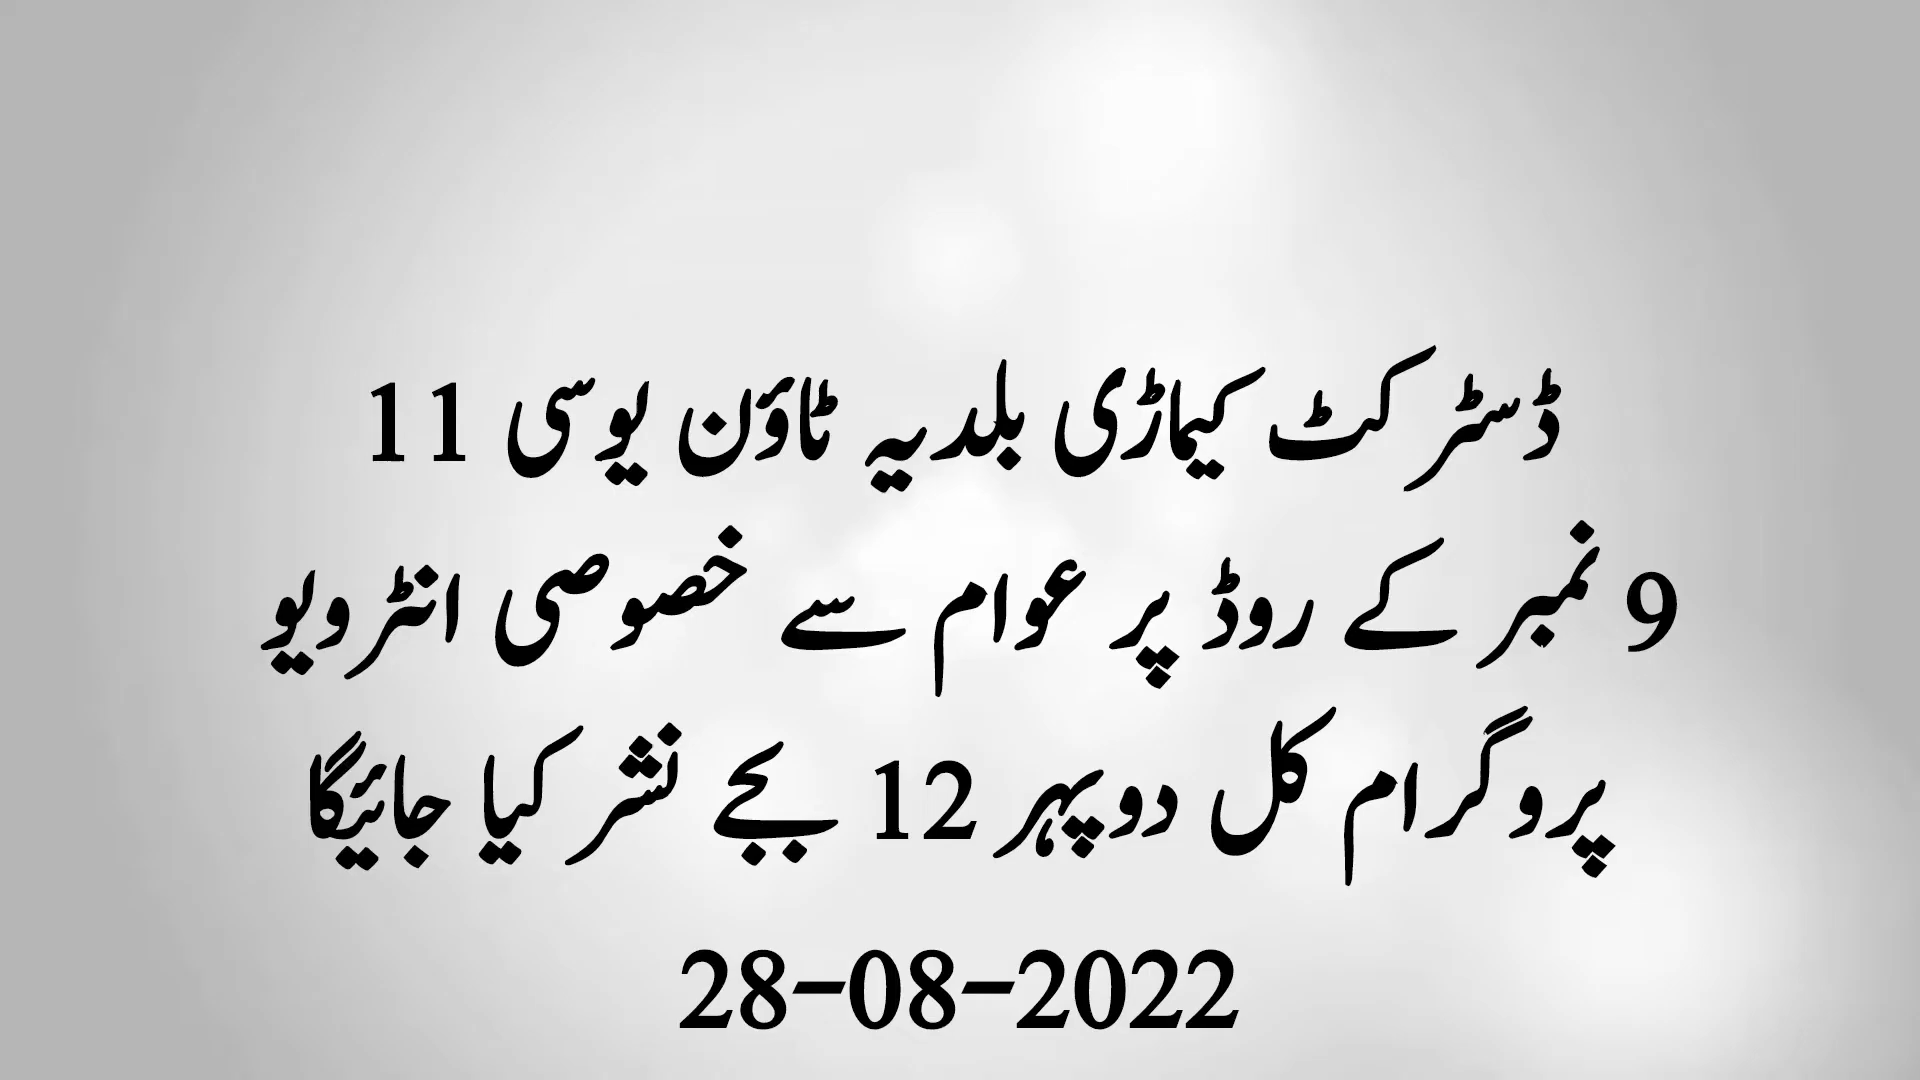 ڈسٹرکٹ کیماڑی بلدیہ ٹاؤن یوسی 11
9 نمبر کے روڈ پر عوام سے خصوصی انٹرویو
پروگرام کل دوپہر 12 بجے نشر کیا جائیگا
28-08-2022